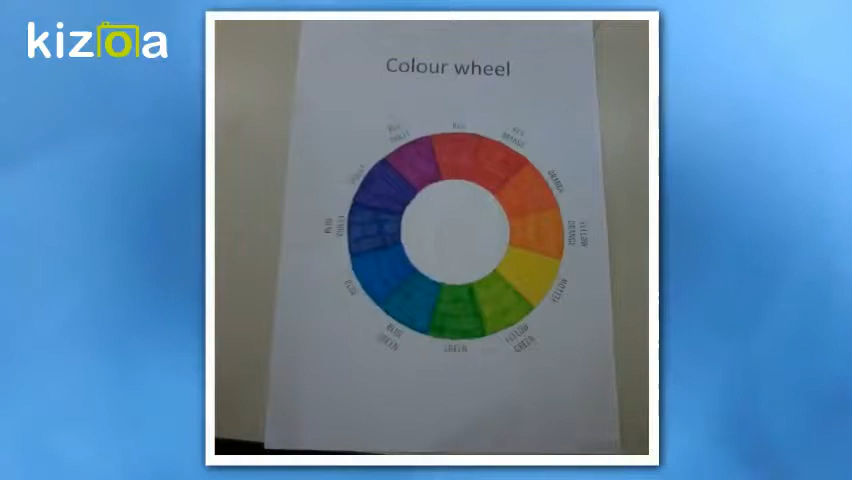 kizoa
Colour wheel
RED
VIOLET
RED
RED
ORANGE
ORANGE
VIOLET
BLUE
VIOLET
YELLOW
ORANGE
BLUE
YELLOW
BLUE
GREEN
GREEN
YELLOW
GREEN